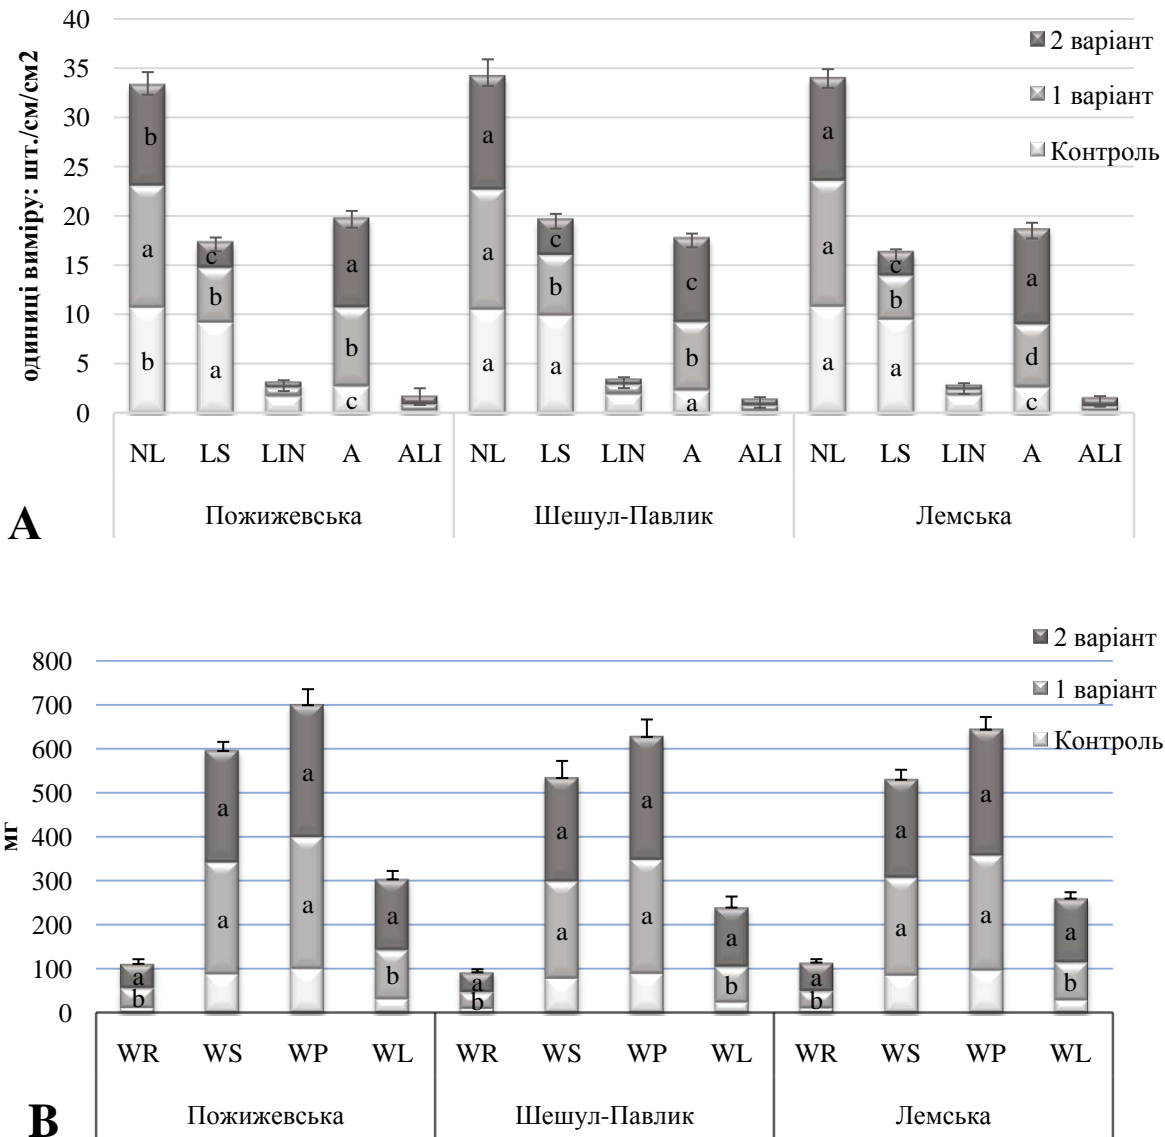 40
35
30
25
20
15
10
5
0
одиниці виміру: шт./см/см2
2 варіант
1 варіант
Контроль
b a a
c c c
a a c a
a b a b b a b d
b a c a a a a a c
NL LS LIN A ALI NL LS LIN A ALI NL LS LIN A ALI
Пожижевська Шешул-Павлик Лемська
A
800
700
600
500
400
300
200
100
0
мг
2 варіант
1 варіант
Контроль
a a a a a a a a a a a a
b a a b b a a b b a a b
WR WS WP WL WR WS WP WL WR WS WP WL
Пожижевська Шешул-Павлик Лемська
B